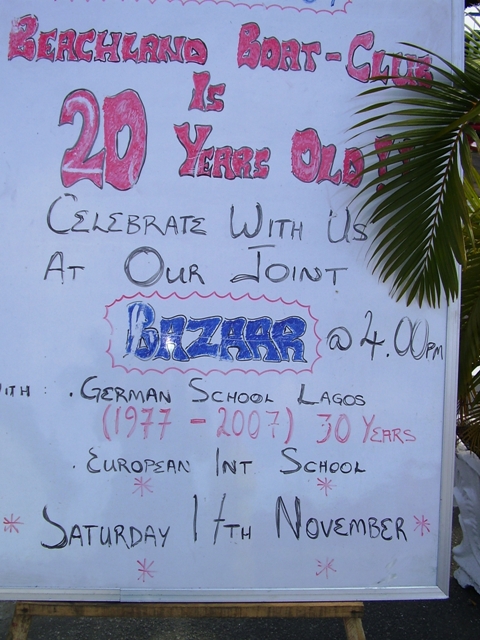 BEACHLAND BOAT-CLUB
IS
20 YEARS OLD !!
CELEBRATE WITH US
AT OUR JOINT
BAZAAR @ 4.00PM
WITH : . GERMAN SCHOOL LAGOS
(1977 - 2007) 30 YEARS
. EUROPEAN INT SCHOOL
* SATURDAY 17TH NOVEMBER *